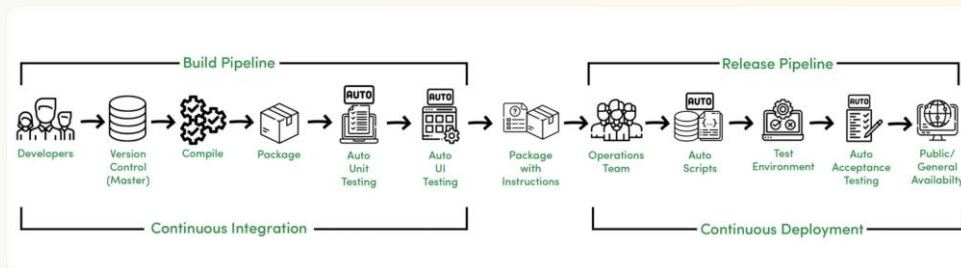 Build Pipeline
Release Pipeline
AUTO
AUTO
AUTO
AUTO
Developers
Version
Control
(Master)
Compile
Package
Auto
Unit
Testing
Auto
UI
Testing
Package
with
Instructions
Operations
Team
Auto
Scripts
Test
Environment
Auto
Acceptance
Testing
Public/
General
Availabilty
Continuous Integration
Continuous Deployment